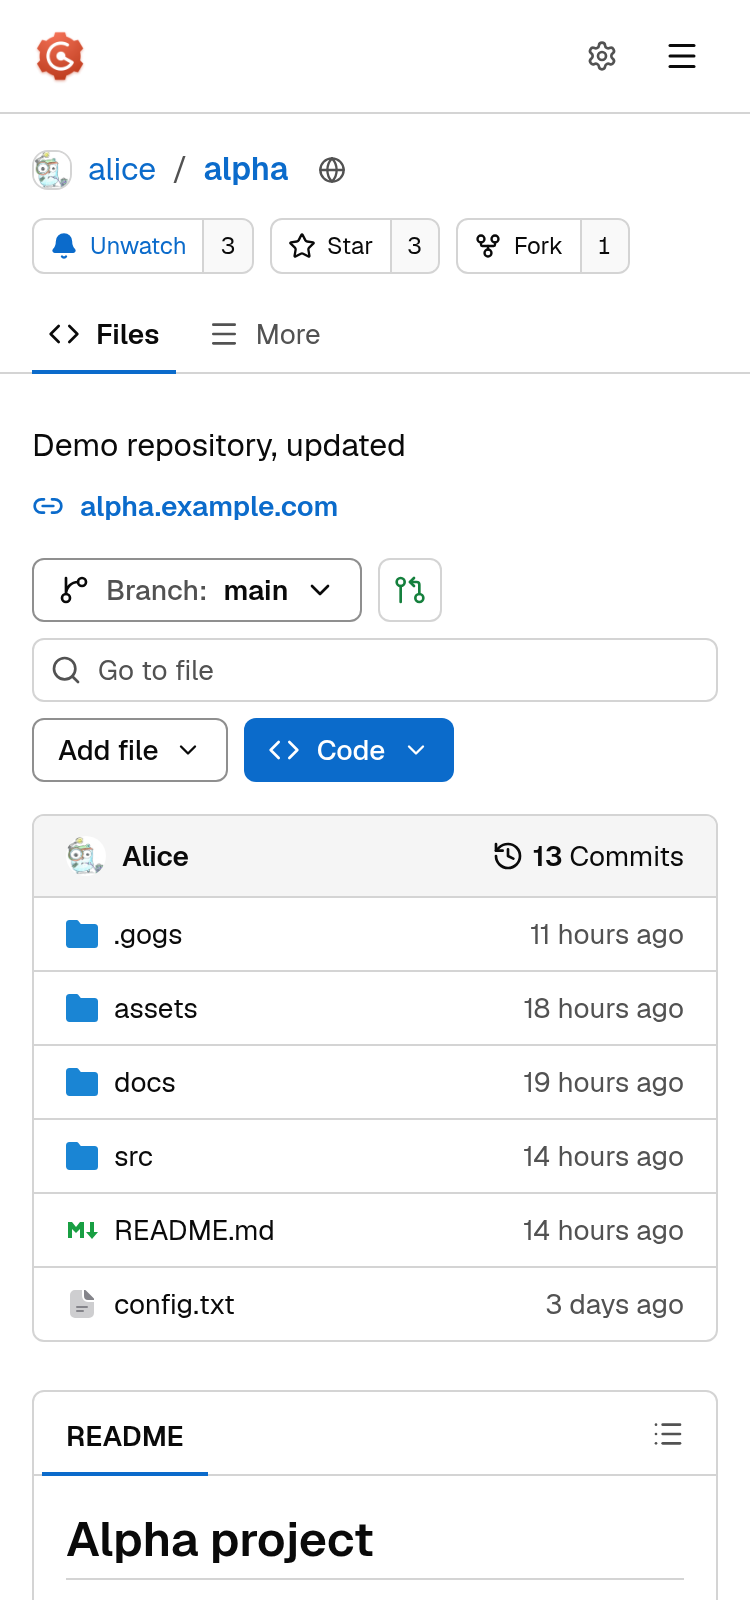 alice / alpha
Unwatch 3 Star 3 Fork 1
Files More
Demo repository, updated
alpha.example.com
Branch: main
Go to file
Add file Code
Alice 13 Commits
.gogs 11 hours ago
assets 18 hours ago
docs 19 hours ago
src 14 hours ago
README.md 14 hours ago
config.txt 3 days ago
README
Alpha project